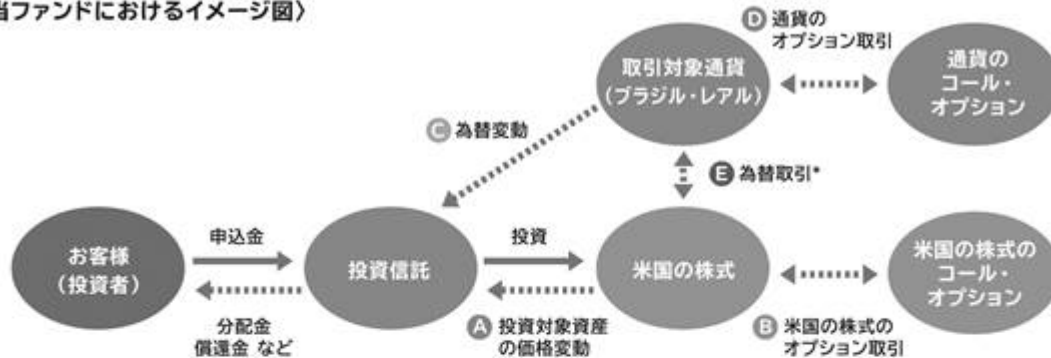 当ファンドにおけるイメージ図〉
D 通貨の
オプション取引
取引対象通貨
（ブラジル・レアル）
通貨の
コール・
オプション
C 為替変動
E 為替取引*
お客様
（投資者）
申込金
分配金
償還金 など
投資信託
投資
A 投資対象資産
の価格変動
米国の株式
B 米国の株式の
オプション取引
米国の株式の
コール・
オプション